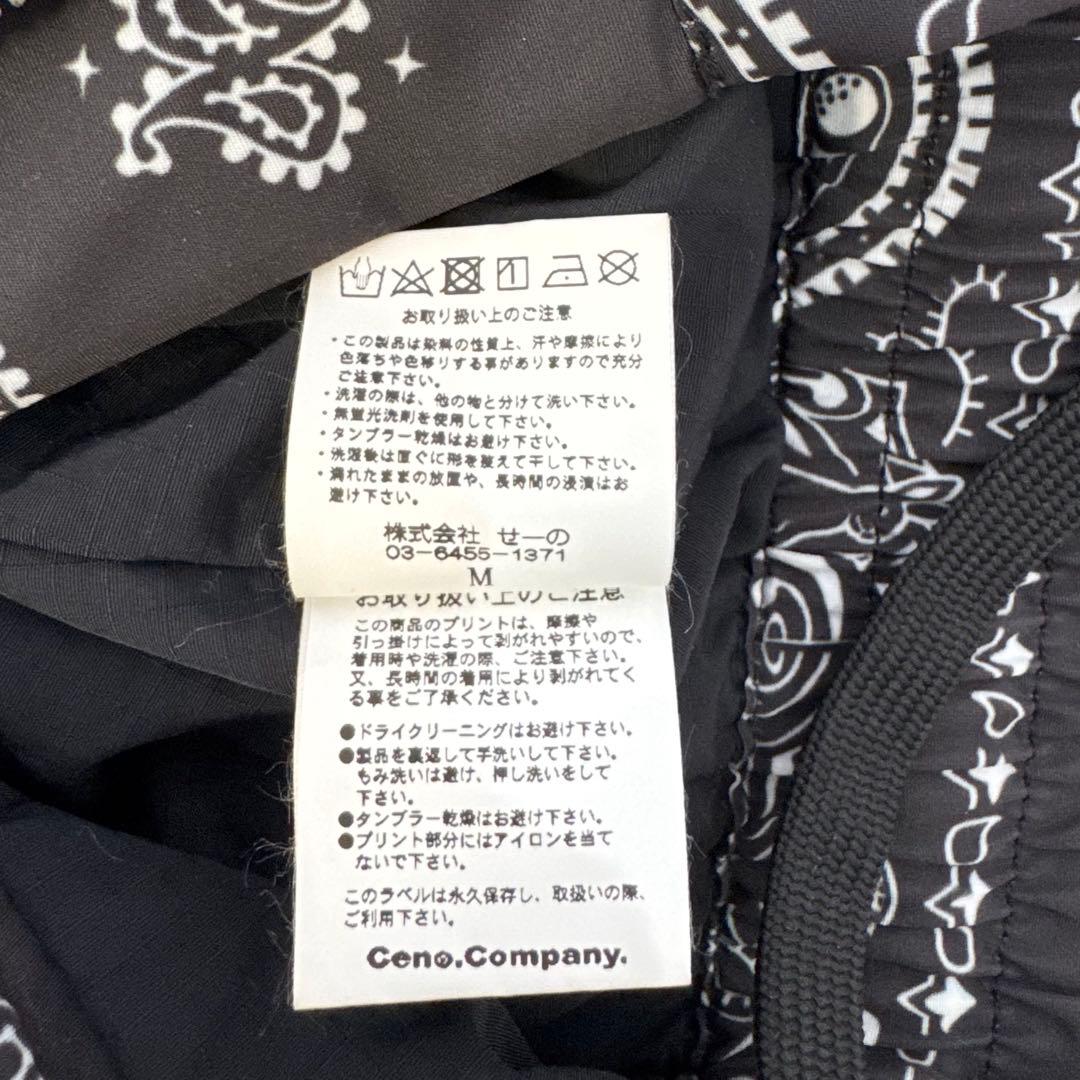 お取り扱い上のご注意
・この製品は染料の性質上、汗や摩擦により
色落ちや色移りする事がありますので充分
ご注意下さい。
・洗濯の際は、他の物と分けて洗い下さい。
・無蛍光洗剤を使用して下さい。
・タンブラー乾燥はお避け下さい。
・洗濯後は直ぐに形を整えて干して下さい。
・濡れたままの放置や、長時間の浸漬はお
避け下さい。
株式会社 せーの
03-6455-1371
M
お取り扱い上のご注意
この商品のプリントは、摩擦や
引っ掛けによって剥がれやすいので、
着用時や洗濯の際、ご注意下さい。
又、長時間の着用により剥がれてく
る事をご了承ください。
●ドライクリーニングはお避け下さい。
●製品を裏返して手洗いして下さい。
もみ洗いは避け、押し洗いをして
下さい。
●タンブラー乾燥はお避け下さい。
●プリント部分にはアイロンを当て
ないで下さい。
このラベルは永久保存し、取扱いの際、
ご利用下さい。
Ceno.Company.